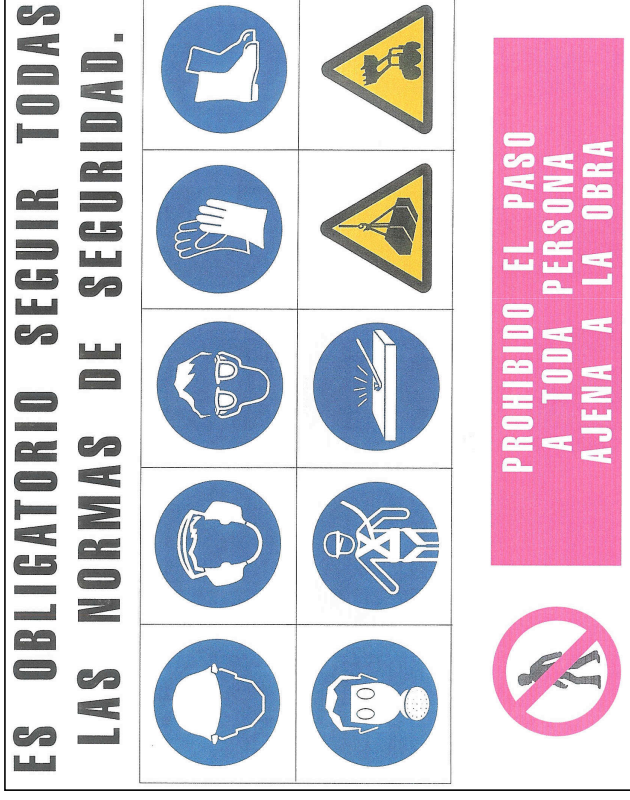 ES OBLIGATORIO SEGUIR TODAS
LAS NORMAS DE SEGURIDAD.
PROHIBIDO EL PASO
A TODA PERSONA
AJENA A LA OBRA